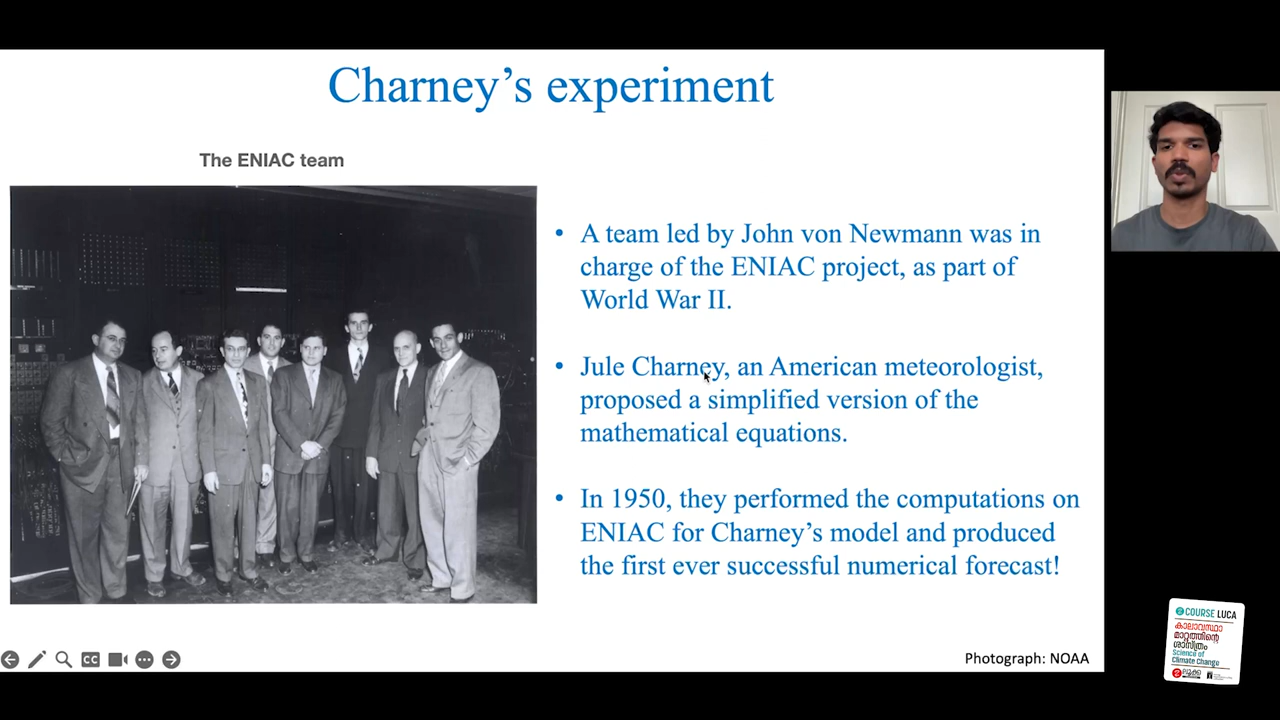 Charney’s experiment
The ENIAC team
• A team led by John von Newmann was in
charge of the ENIAC project, as part of
World War II.
• Jule Charney, an American meteorologist,
proposed a simplified version of the
mathematical equations.
• In 1950, they performed the computations on
ENIAC for Charney’s model and produced
the first ever successful numerical forecast!
CC
Photograph: NOAA
COURSE LUCA
കാലാവസ്ഥാ
മാറ്റത്തിന്റെ
ശാസ്ത്രം
Science of
Climate Change
ലൂക്ക